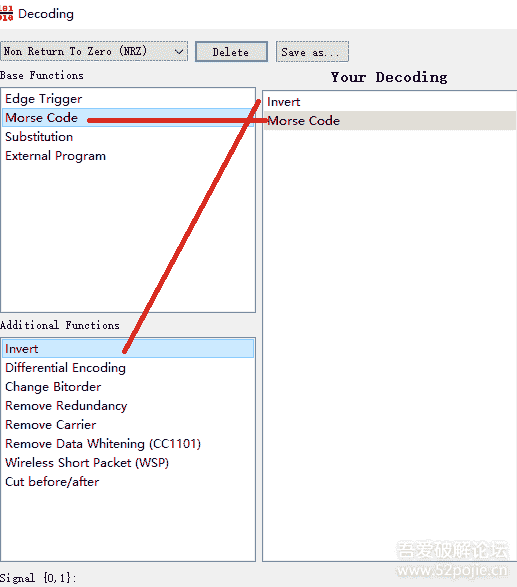 Decoding
Non Return To Zero (NRZ)
Delete
Save as...
Base Functions
Your Decoding
Edge Trigger
Morse Code
Substitution
External Program
Invert
Morse Code
Additional Functions
Invert
Differential Encoding
Change Bitorder
Remove Redundancy
Remove Carrier
Remove Data Whitening (CC1101)
Wireless Short Packet (WSP)
Cut before/after
Signal {0,1}:
吾爱破解论坛
www.52pojie.cn